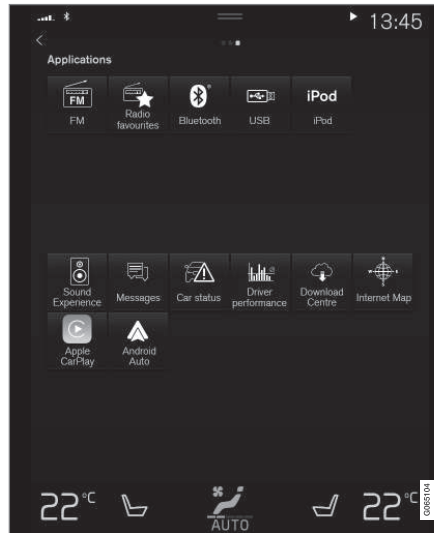 13:45
Applications
FM
iPod
FM
Radio
favourites
Bluetooth
USB
iPod
Sound
Experience
Messages
Car status
Driver
performance
Download
Centre
Internet Map
Apple
CarPlay
Android
Auto
22°C
AUTO
22°C
G065104